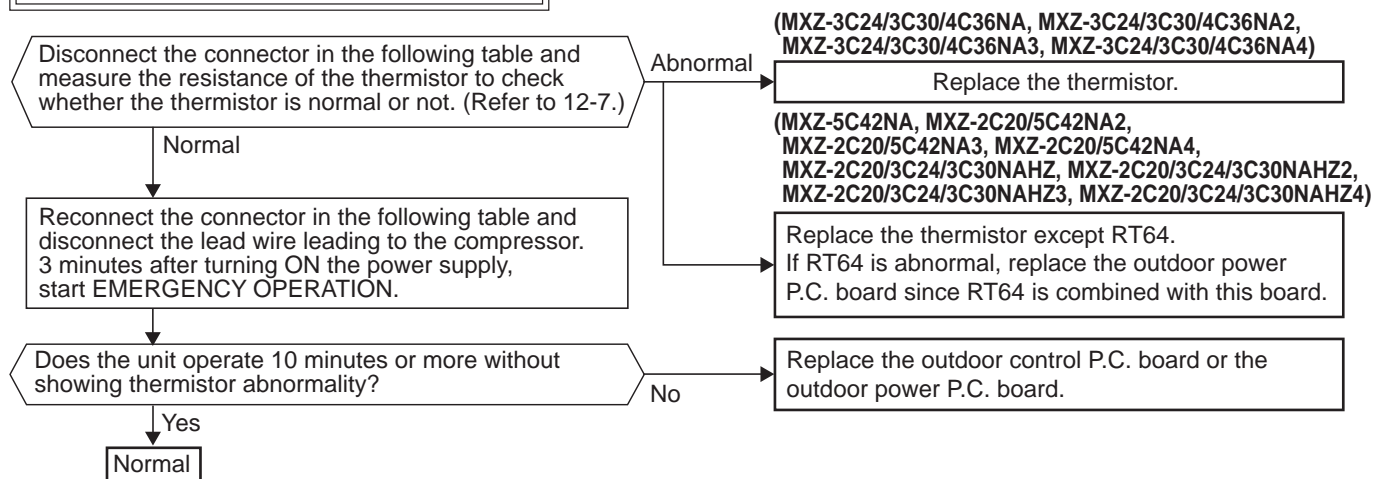 Disconnect the connector in the following table and
measure the resistance of the thermistor to check
whether the thermistor is normal or not. (Refer to 12-7.)
Abnormal
(MXZ-3C24/3C30/4C36NA, MXZ-3C24/3C30/4C36NA2,
MXZ-3C24/3C30/4C36NA3, MXZ-3C24/3C30/4C36NA4)
Replace the thermistor.
(MXZ-5C42NA, MXZ-2C20/5C42NA2,
MXZ-2C20/5C42NA3, MXZ-2C20/5C42NA4,
MXZ-2C20/3C24/3C30NAHZ, MXZ-2C20/3C24/3C30NAHZ2,
MXZ-2C20/3C24/3C30NAHZ3, MXZ-2C20/3C24/3C30NAHZ4)
Replace the thermistor except RT64.
If RT64 is abnormal, replace the outdoor power
P.C. board since RT64 is combined with this board.
Normal
Reconnect the connector in the following table and
disconnect the lead wire leading to the compressor.
3 minutes after turning ON the power supply,
start EMERGENCY OPERATION.
Does the unit operate 10 minutes or more without
showing thermistor abnormality?
No
Replace the outdoor control P.C. board or the
outdoor power P.C. board.
Yes
Normal